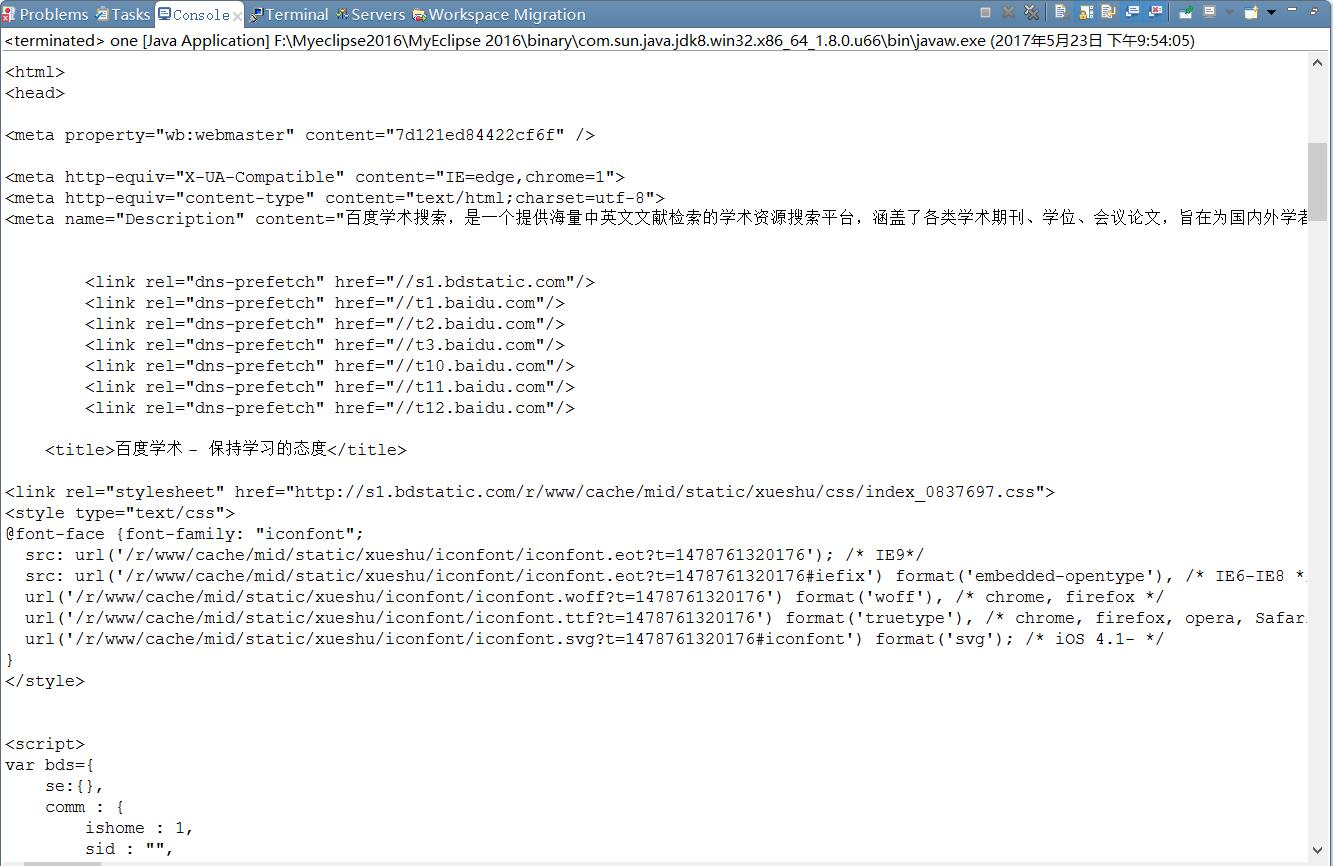 Problems Tasks Console Terminal Servers Workspace Migration
<terminated> one [Java Application] F:\Myeclipse2016\MyEclipse 2016\binary\com.sun.java.jdk8.win32.x86_64_1.8.0.u66\bin\javaw.exe (2017年5月23日 下午9:54:05)
<html>
<head>
<meta property="wb:webmaster" content="7d121ed84422cf6f" />
<meta http-equiv="X-UA-Compatible" content="IE=edge,chrome=1">
<meta http-equiv="content-type" content="text/html;charset=utf-8">
<meta name="Description" content="百度学术搜索，是一个提供海量中英文文献检索的学术资源搜索平台，涵盖了各类学术期刊、学位、会议论文，旨在为国内外学者
<link rel="dns-prefetch" href="//s1.bdstatic.com"/>
<link rel="dns-prefetch" href="//t1.baidu.com"/>
<link rel="dns-prefetch" href="//t2.baidu.com"/>
<link rel="dns-prefetch" href="//t3.baidu.com"/>
<link rel="dns-prefetch" href="//t10.baidu.com"/>
<link rel="dns-prefetch" href="//t11.baidu.com"/>
<link rel="dns-prefetch" href="//t12.baidu.com"/>
<title>百度学术 - 保持学习的态度</title>
<link rel="stylesheet" href="http://s1.bdstatic.com/r/www/cache/mid/static/xueshu/css/index_0837697.css">
<style type="text/css">
@font-face {font-family: "iconfont";
src: url('/r/www/cache/mid/static/xueshu/iconfont/iconfont.eot?t=1478761320176'); /* IE9*/
src: url('/r/www/cache/mid/static/xueshu/iconfont/iconfont.eot?t=1478761320176#iefix') format('embedded-opentype'), /* IE6-IE8 */
url('/r/www/cache/mid/static/xueshu/iconfont/iconfont.woff?t=1478761320176') format('woff'), /* chrome, firefox */
url('/r/www/cache/mid/static/xueshu/iconfont/iconfont.ttf?t=1478761320176') format('truetype'), /* chrome, firefox, opera, Safari
url('/r/www/cache/mid/static/xueshu/iconfont/iconfont.svg?t=1478761320176#iconfont') format('svg'); /* iOS 4.1- */
}
</style>
<script>
var bds={
se:{},
comm : {
ishome : 1,
sid : "",